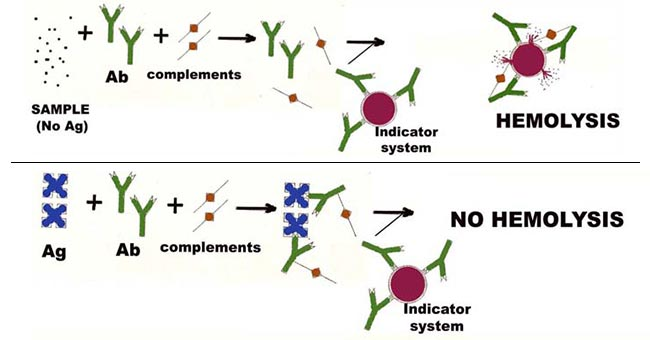 Ab
complements
SAMPLE
(No Ag)
Indicator
system
HEMOLYSIS
Ag
Ab
complements
Indicator
system
NO HEMOLYSIS